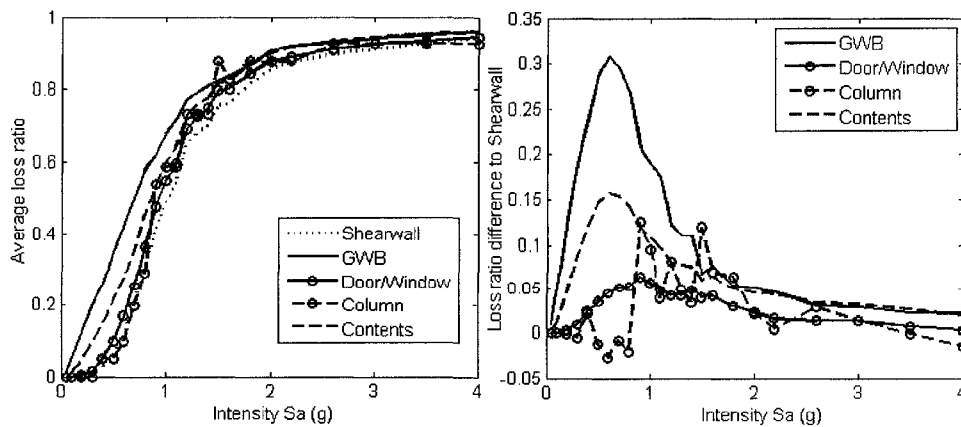 Average loss ratio
1
0.8
0.6
0.4
0.2
0
0 1 2 3 4
Intensity Sa (g)
Shearwall
GWB
Door/Window
Column
Contents
Loss ratio difference to Shearwall
0.35
0.3
0.25
0.2
0.15
0.1
0.05
0
-0.05
0 1 2 3 4
Intensity Sa (g)
GWB
Door/Window
Column
Contents